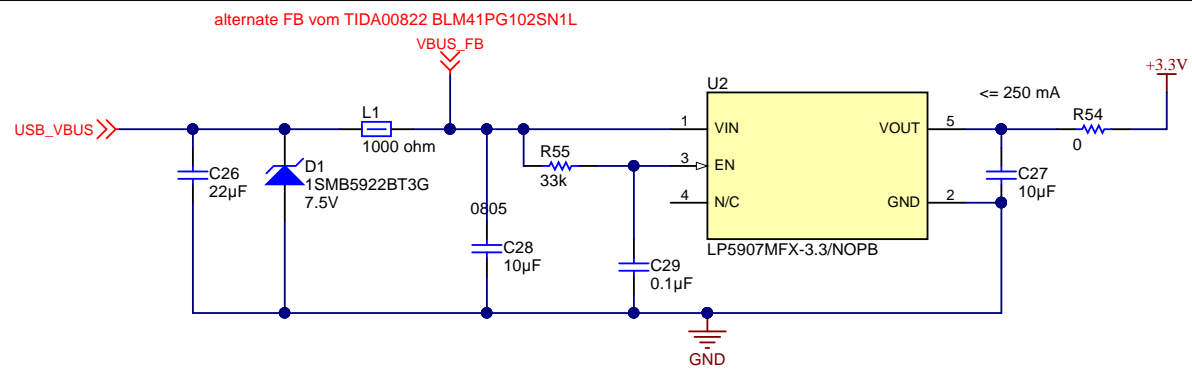 alternate FB vom TIDA00822 BLM41PG102SN1L
VBUS_FB
+3.3V
U2
<= 250 mA
USB_VBUS
L1
1000 ohm
1
VIN
VOUT
5
R54
0
R55
33k
3
EN
C26
22µF
D1
1SMB5922BT3G
7.5V
C27
10µF
4
N/C
GND
2
0805
C28
10µF
LP5907MFX-3.3/NOPB
C29
0.1µF
GND